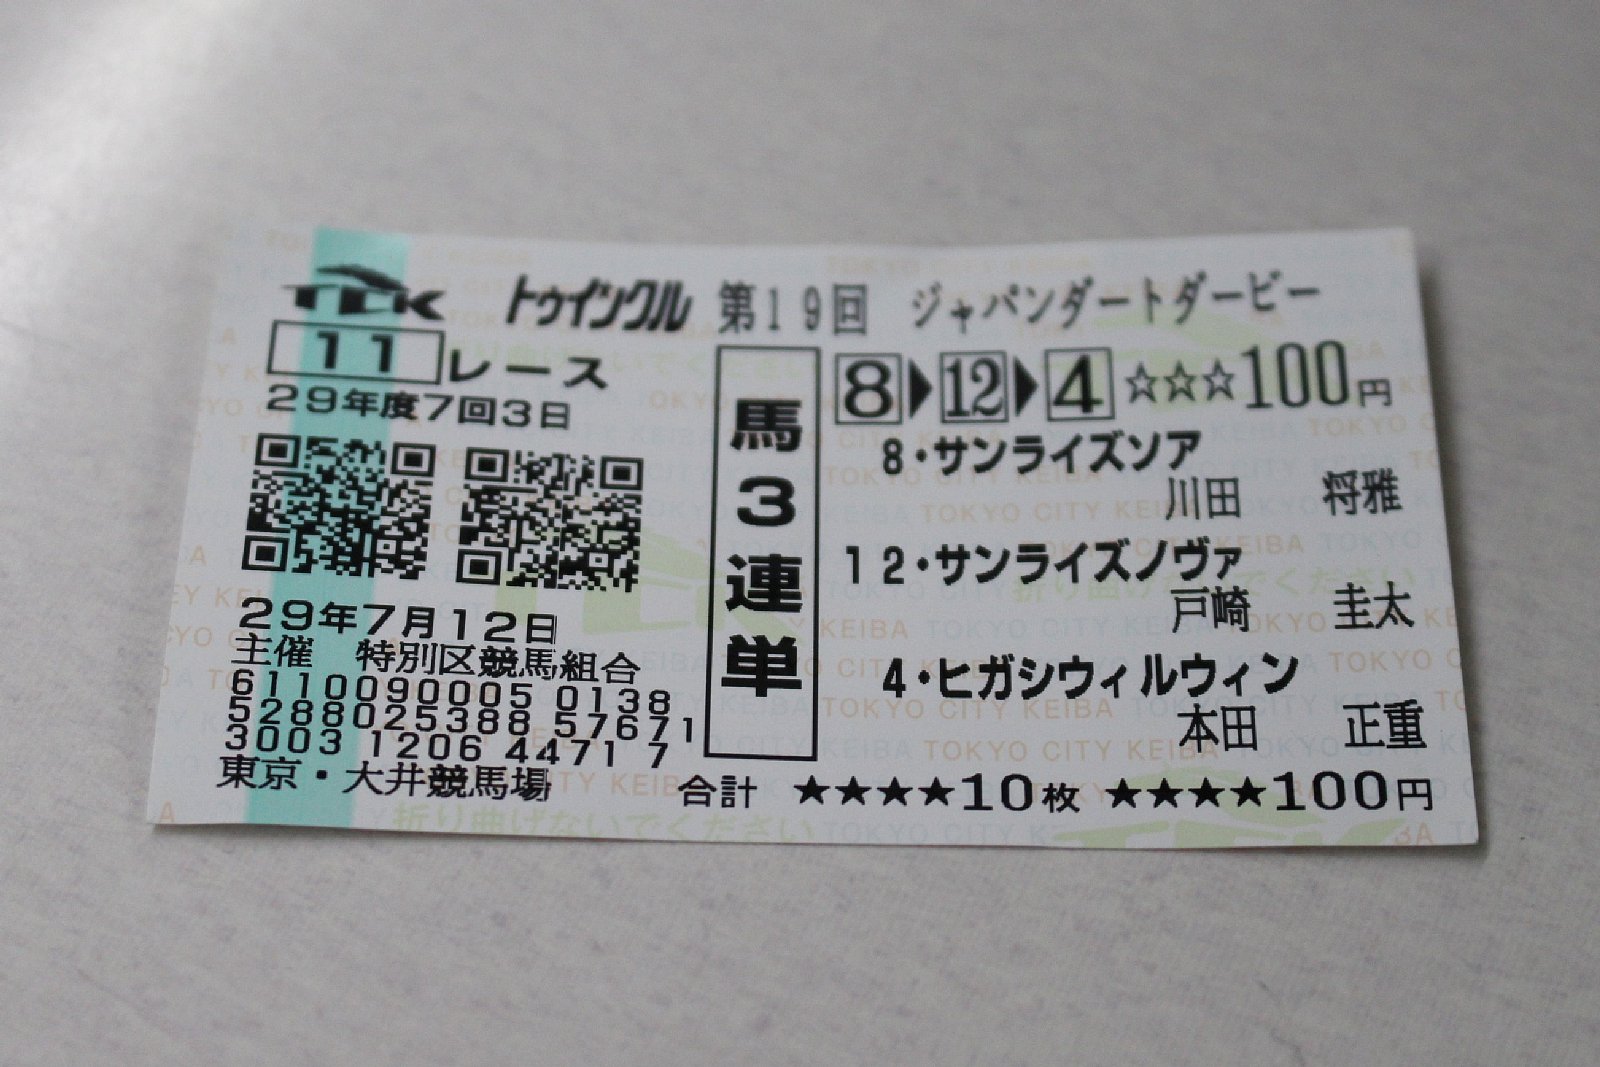 TCK トゥインクル 第19回 ジャパンダートダービー
11レース
29年度7回3日
29年7月12日
主催 特別区競馬組合
6110090005 0138
5288025388 57671
3003 1206 4471 7
東京・大井競馬場
馬3連単
8▶12▶4☆☆☆100円
8・サンライズソア
川田 将雅
12・サンライズノヴァ
戸崎 圭太
4・ヒガシウィルウィン
本田 正重
合計 ★★★★10枚 ★★★★100円
TOKYO CITY KEIBA
折り曲げないでください